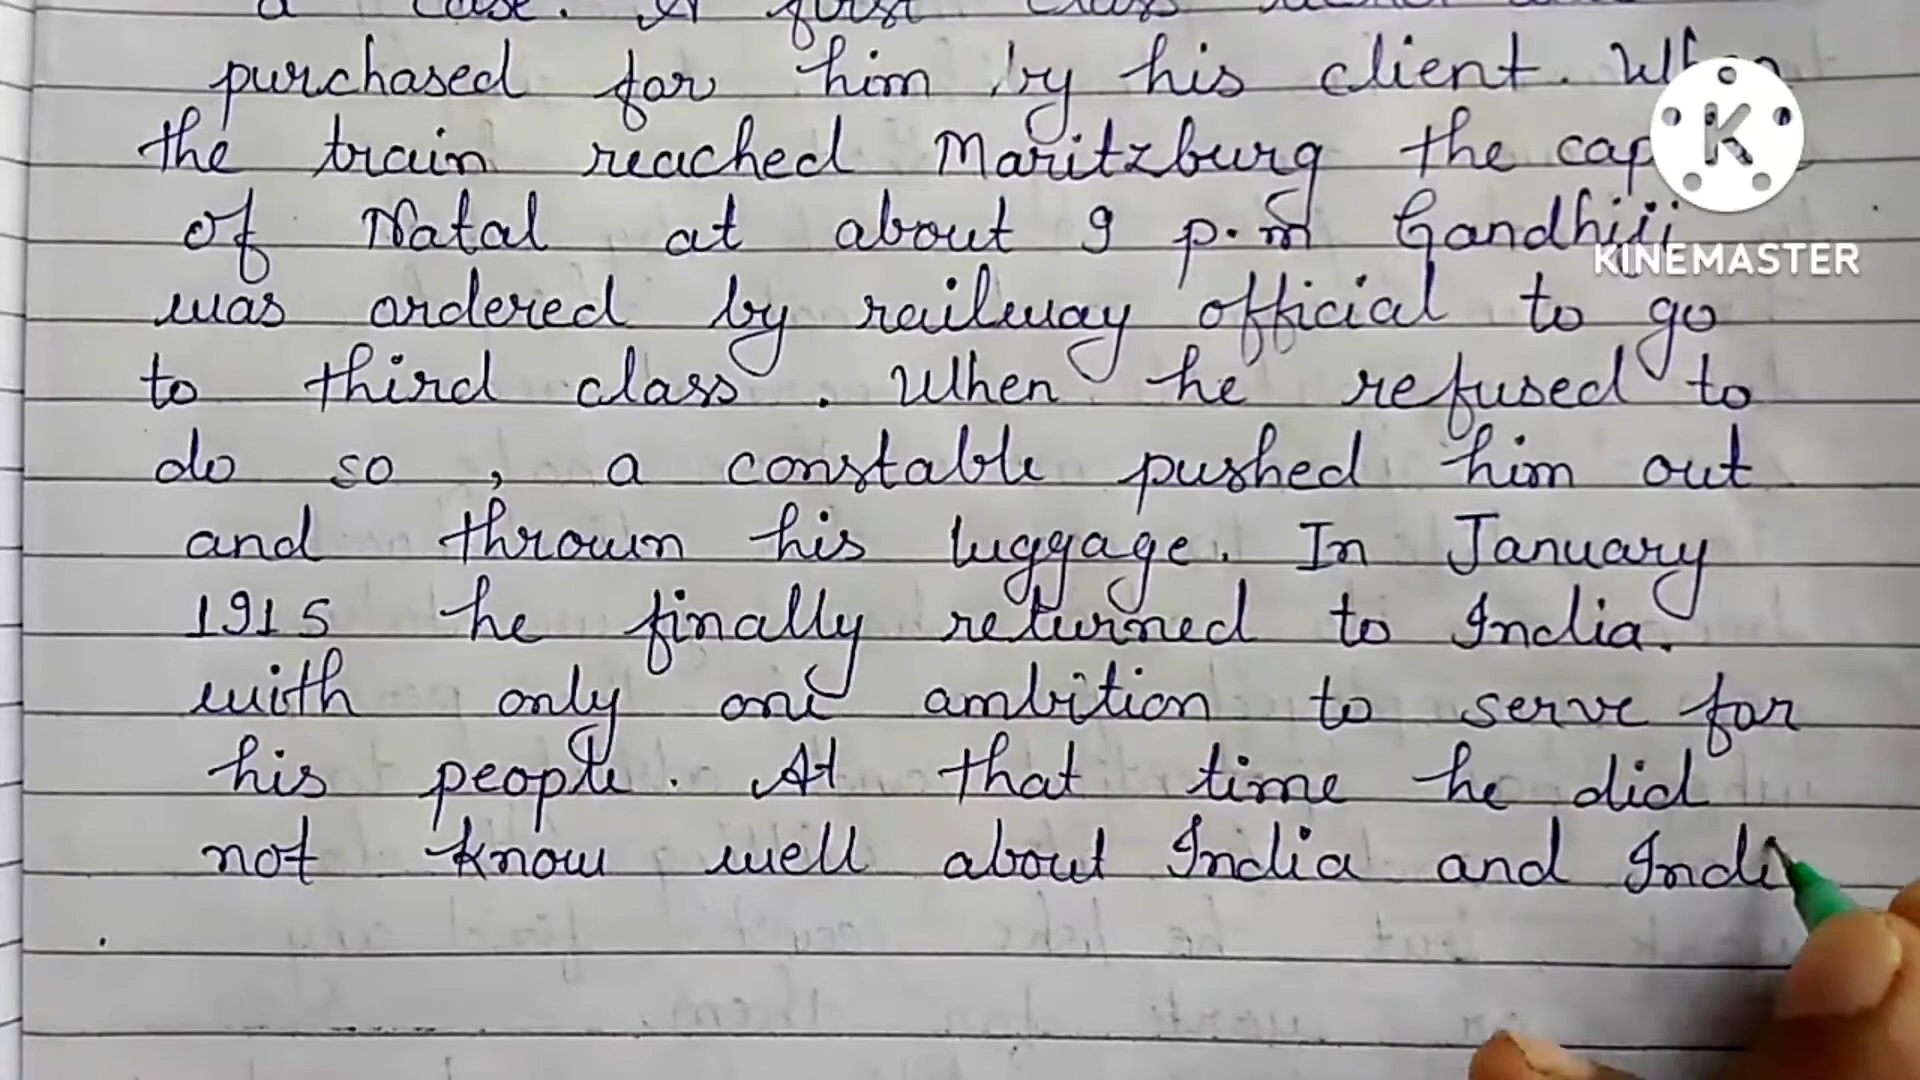 a case. A first class
purchased for him by his client. When
the train reached Maritzburg the cap
of Natal at about 9 p.m Gandhiji
was ordered by railway official to go
to third class. When he refused to
do so, a constable pushed him out
and thrown his luggage. In January
1915 he finally returned to India.
with only one ambition to serve for
his people. At that time he did
not know well about India and Indi
K
KINEMASTER